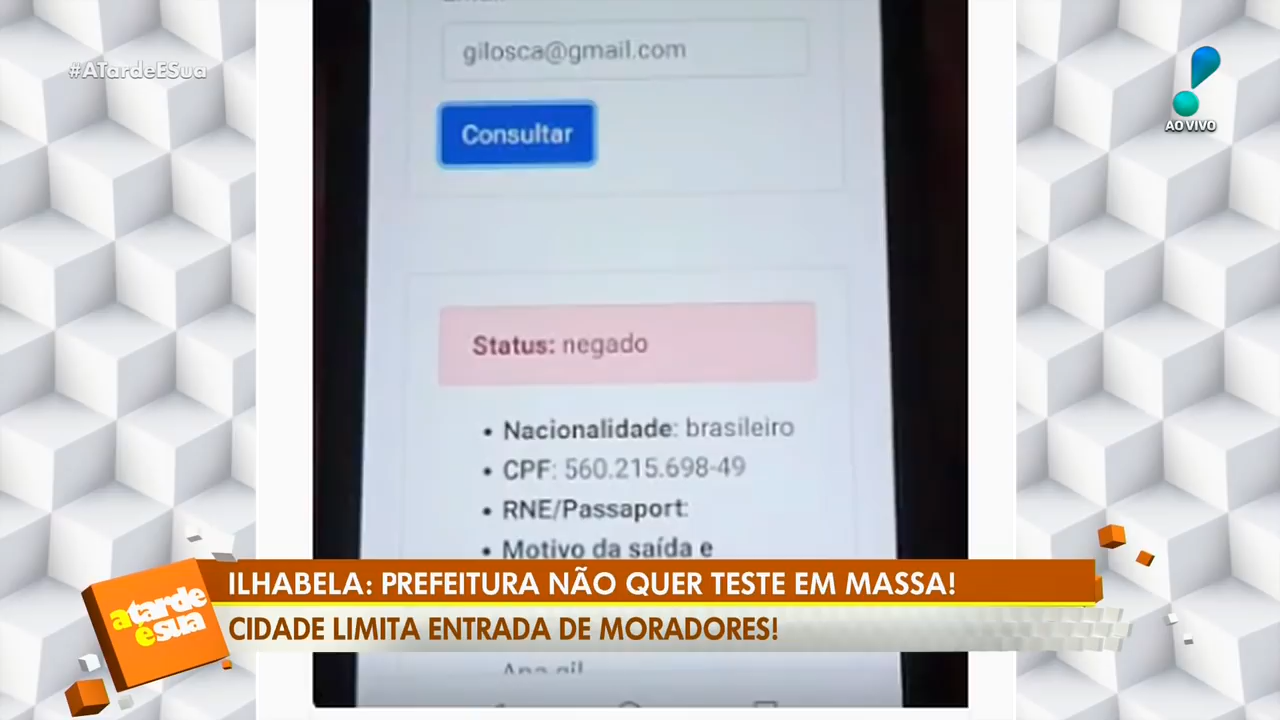 #ATardeESua
gilosca@gmail.com
AO VIVO
Consultar
Status: negado
• Nacionalidade: brasileiro
• CPF: 560.215.698-49
• RNE/Passaport:
• Motivo da saída e
ILHABELA: PREFEITURA NÃO QUER TESTE EM MASSA!
a tarde
é sua
CIDADE LIMITA ENTRADA DE MORADORES!